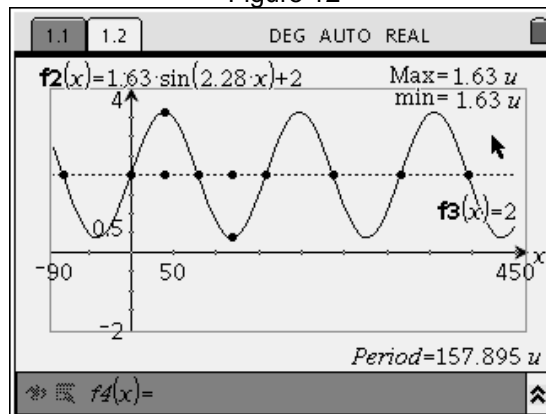 Figure 12
1.1 1.2 DEG AUTO REAL
f2(x)=1.63·sin(2.28·x)+2
Max=1.63 u
min= 1.63 u
4
f3(x)=2
0.5
x
-90 50 450
-2
Period=157.895 u
f4(x)=